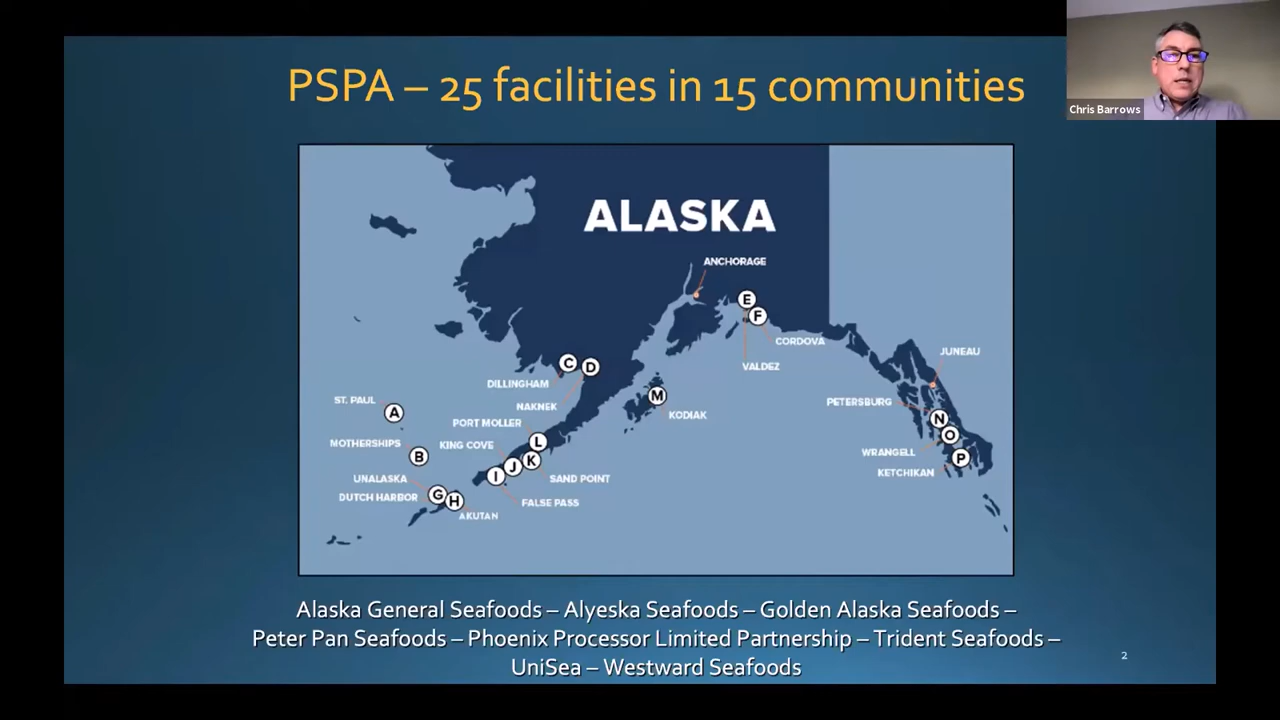 PSPA – 25 facilities in 15 communities
Chris Barrows
ALASKA
ANCHORAGE
E
F
CORDOVA
VALDEZ
JUNEAU
C
D
DILLINGHAM
NAKNEK
ST. PAUL
A
M
KODIAK
PETERSBURG
N
O
WRANGELL
P
KETCHIKAN
PORT MOLLER
L
MOTHERSHIPS
B
KING COVE
J
K
I
SAND POINT
UNALASKA
DUTCH HARBOR
G
H
FALSE PASS
AKUTAN
Alaska General Seafoods – Alyeska Seafoods – Golden Alaska Seafoods –
Peter Pan Seafoods – Phoenix Processor Limited Partnership – Trident Seafoods –
UniSea – Westward Seafoods
2